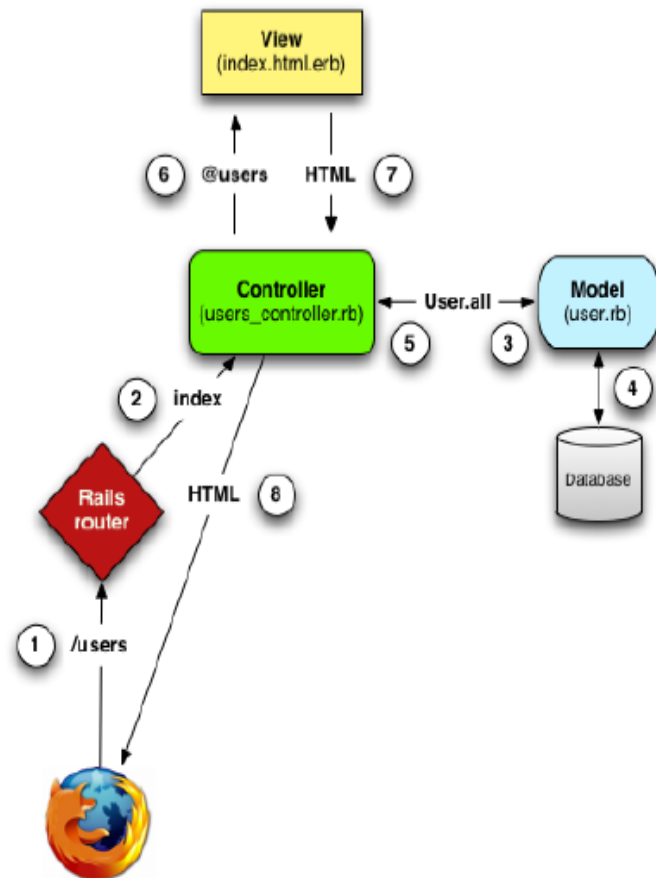 View
(index.html.erb)
6
@users
HTML
7
Controller
(users_controller.rb)
User.all
Model
(user.rb)
5
3
2
index
4
Rails
router
HTML
8
Database
1
/users